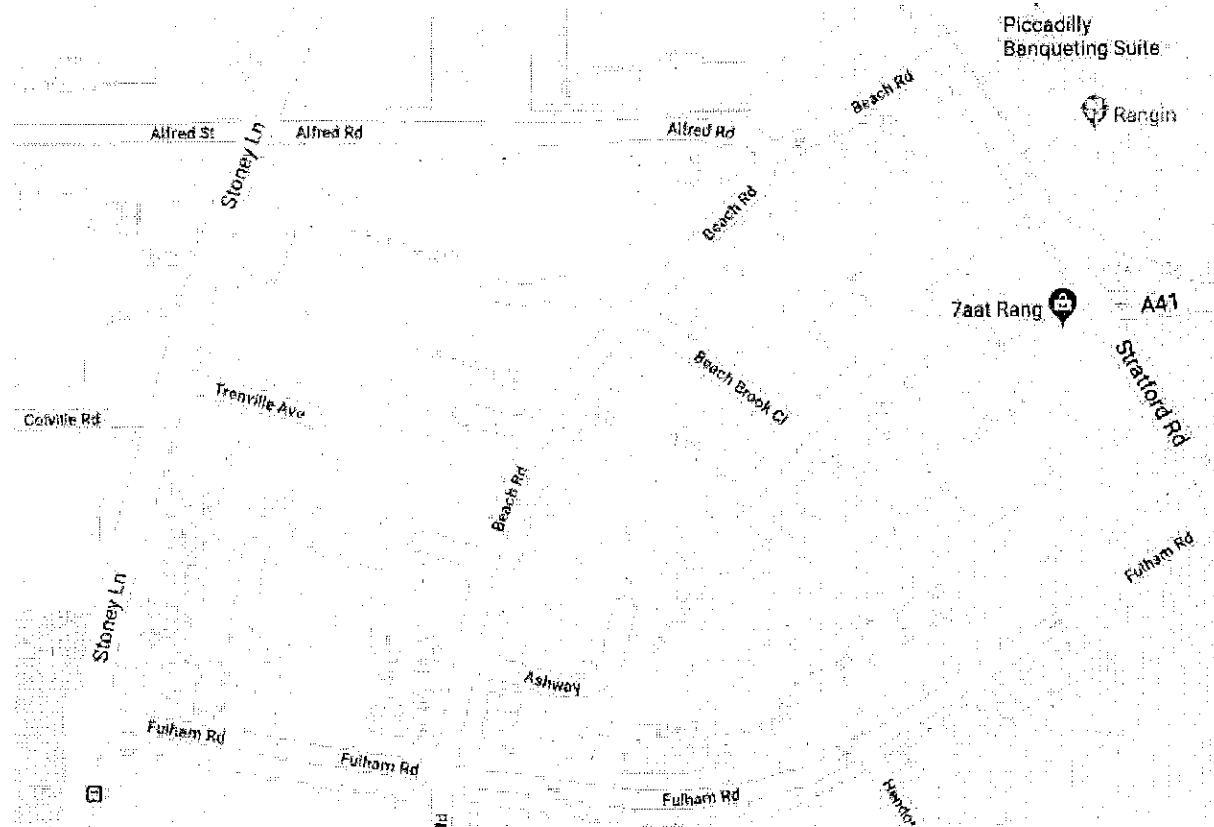 Piccadilly
Banqueting Suite
Beach Rd
Rangin
Alfred St
Alfred Rd
Alfred Rd
Stoney Ln
Beach Rd
7aat Rang
A41
Stratford Rd
Beach Brook Cl
Trenville Ave
Colville Rd
Beach Rd
Fulham Rd
Stoney Ln
Ashway
Fulham Rd
Fulham Rd
Fulham Rd